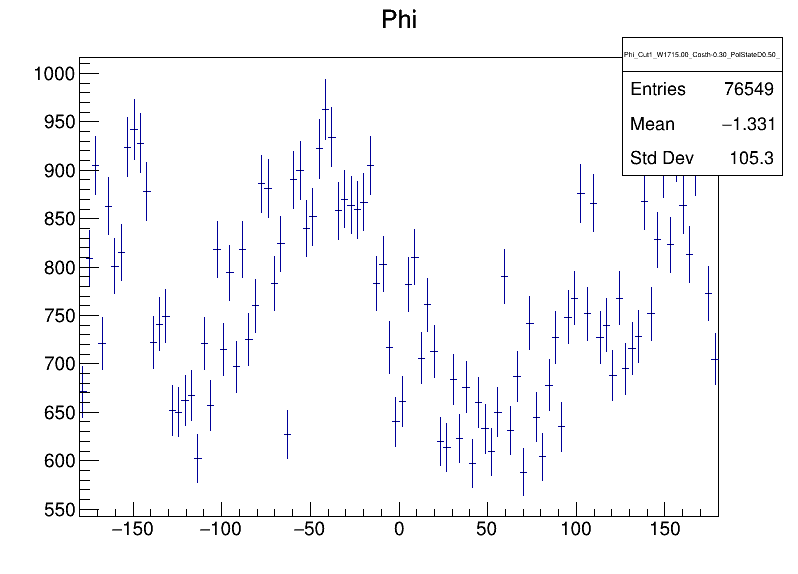 Phi
Phi_Cut1_W1715.00_Costh-0.30_PolStateD0.50_
Entries 76549
Mean −1.331
Std Dev 105.3
1000
950
900
850
800
750
700
650
600
550
−150 −100 −50 0 50 100 150